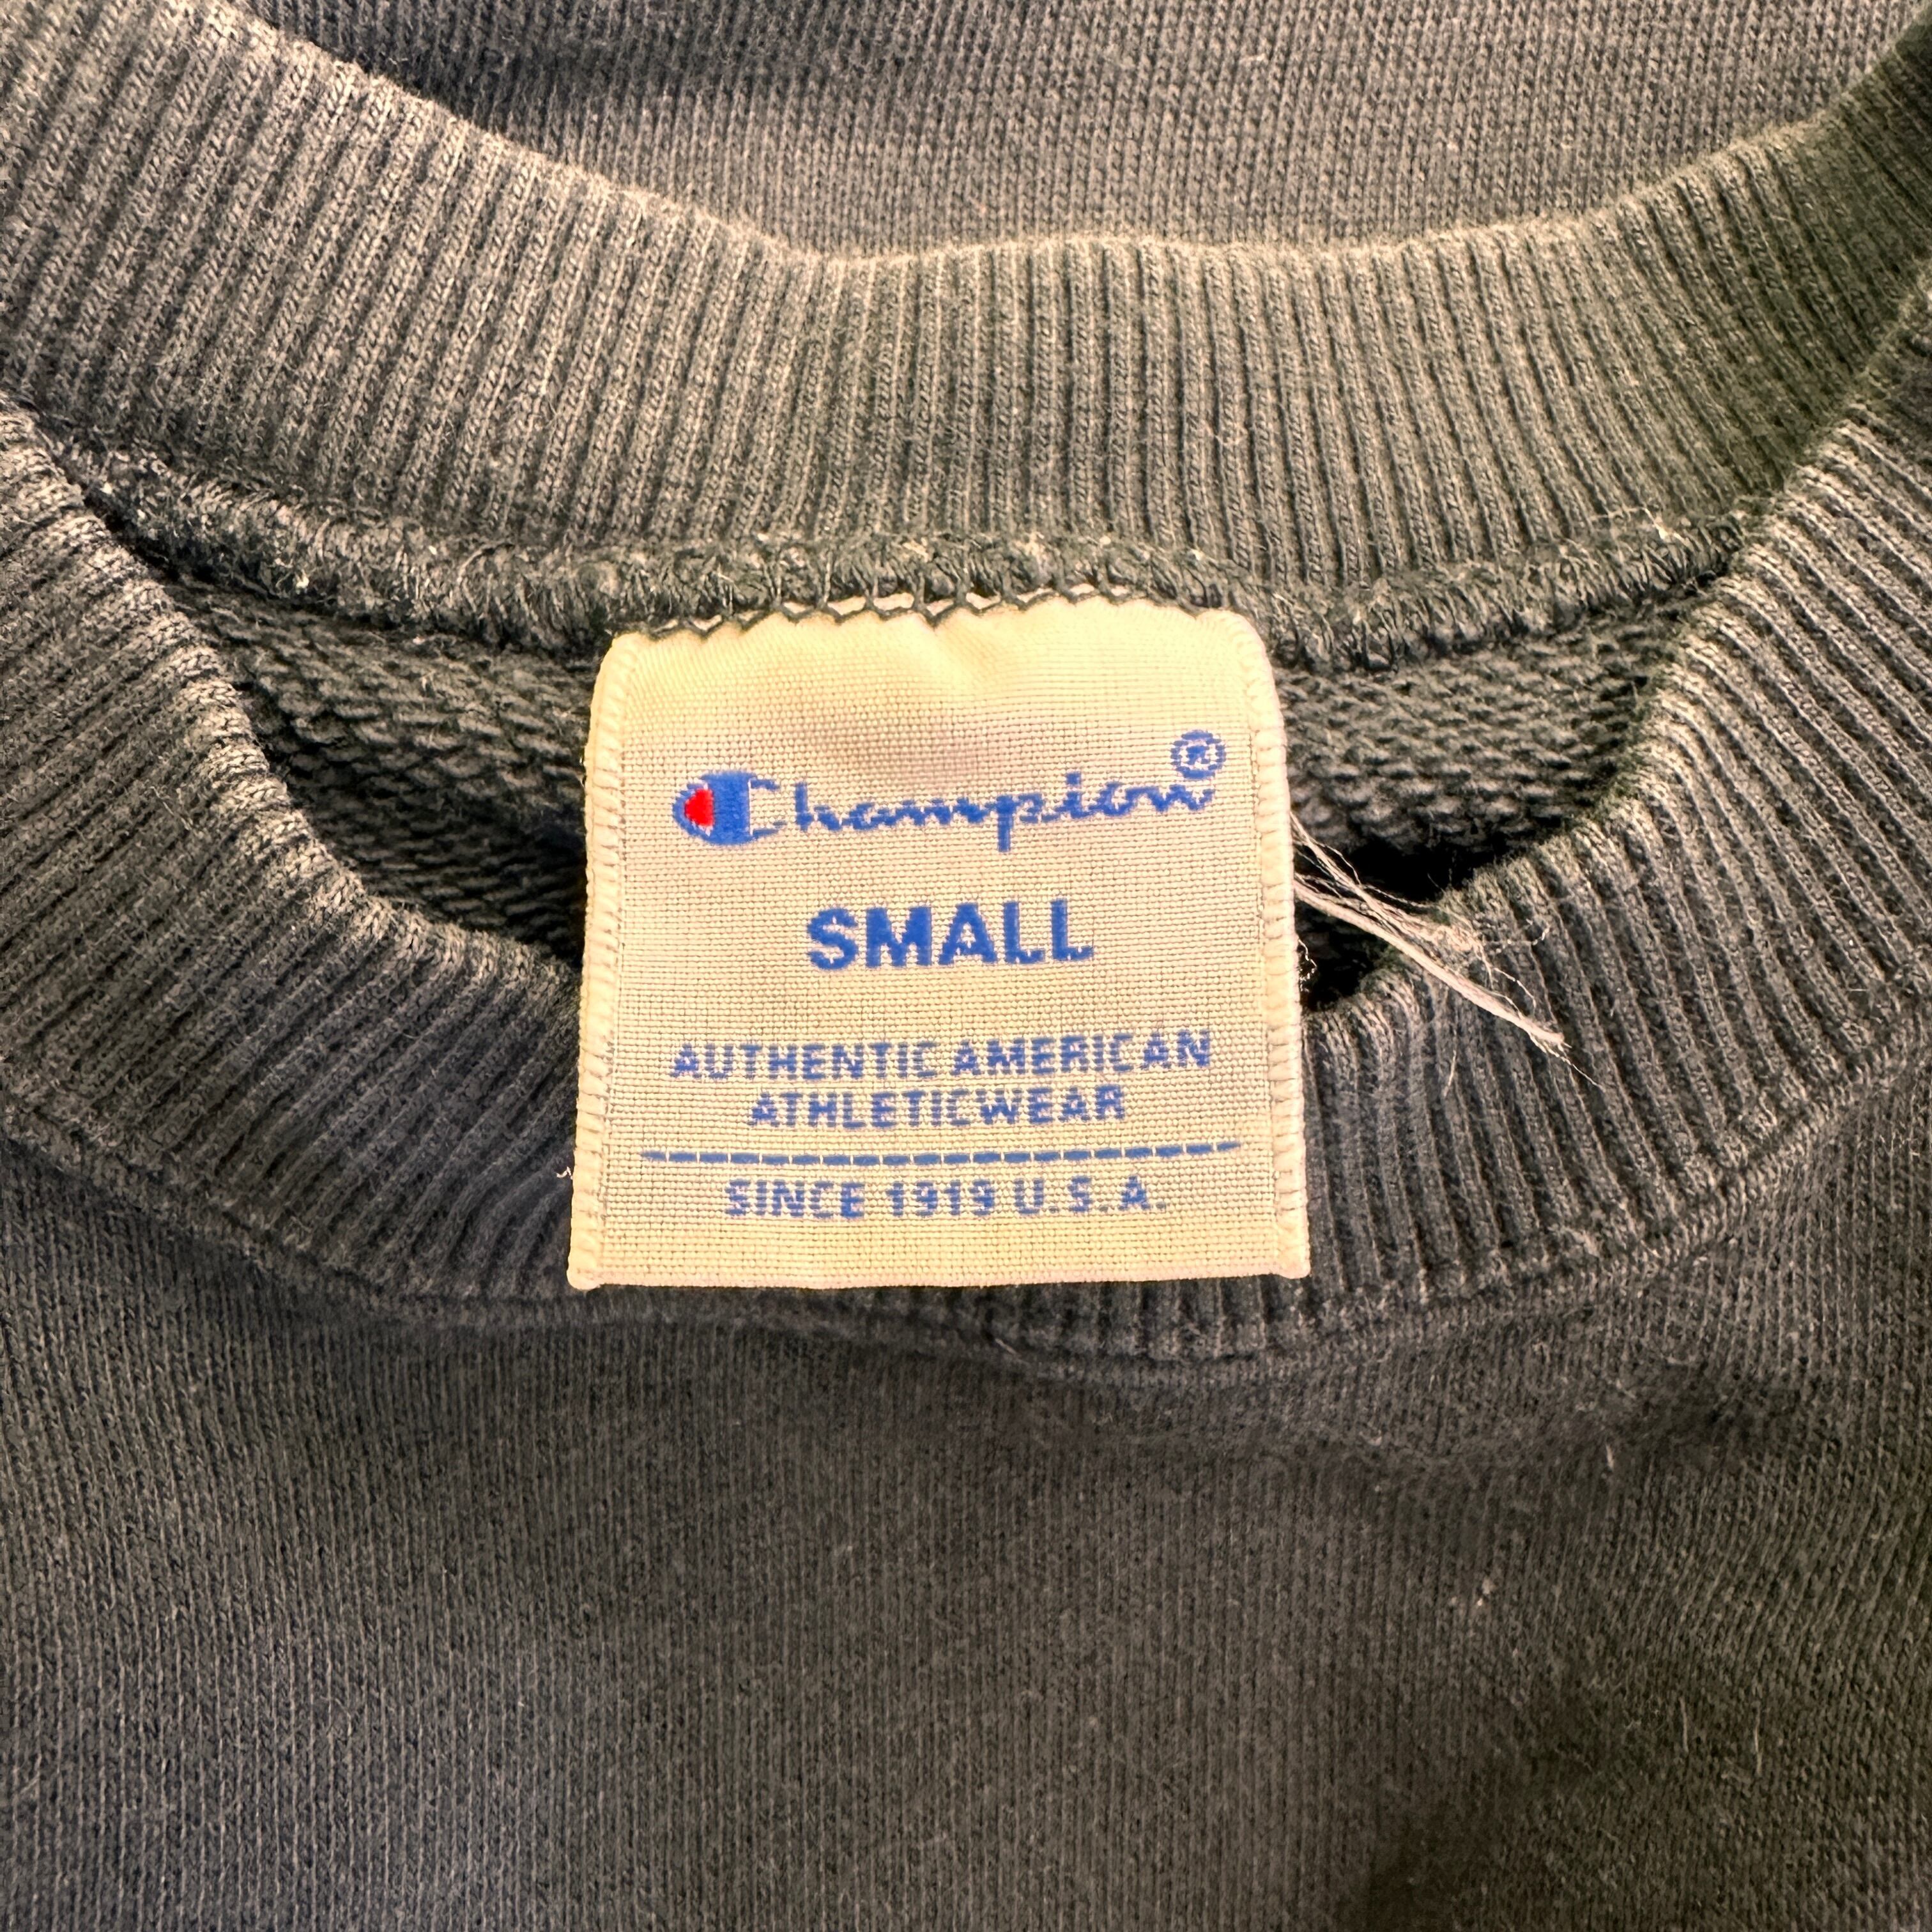 Champion®
SMALL
AUTHENTIC AMERICAN
ATHLETICWEAR
SINCE 1919 U.S.A.